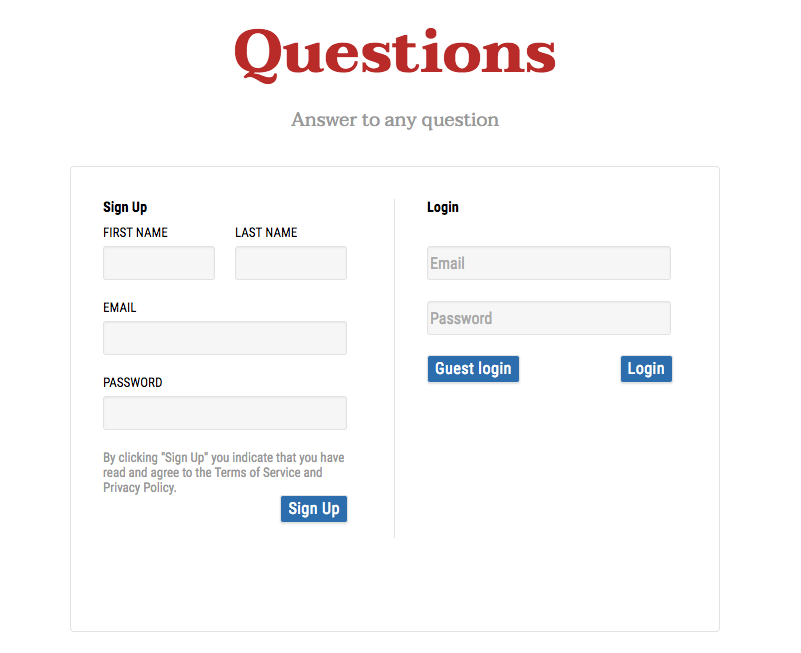 Questions
Answer to any question
Sign Up
FIRST NAME
LAST NAME
EMAIL
PASSWORD
By clicking "Sign Up" you indicate that you have
read and agree to the Terms of Service and
Privacy Policy.
Sign Up
Login
Email
Password
Guest login
Login